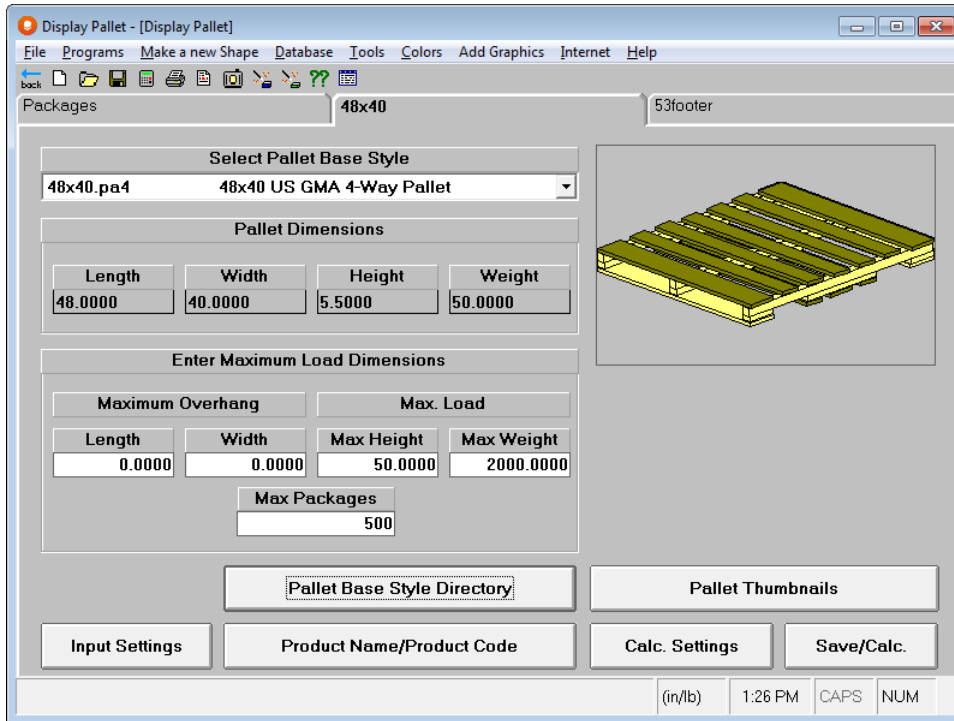 Display Pallet - [Display Pallet]
File Programs Make a new Shape Database Tools Colors Add Graphics Internet Help
back ??
Packages 48x40 53footer
Select Pallet Base Style
48x40.pa4 48x40 US GMA 4-Way Pallet
Pallet Dimensions
Length Width Height Weight
48.0000 40.0000 5.5000 50.0000
Enter Maximum Load Dimensions
Maximum Overhang Max. Load
Length Width Max Height Max Weight
0.0000 0.0000 50.0000 2000.0000
Max Packages
500
Pallet Base Style Directory Pallet Thumbnails
Input Settings Product Name/Product Code Calc. Settings Save/Calc.
(in/lb) 1:26 PM CAPS NUM